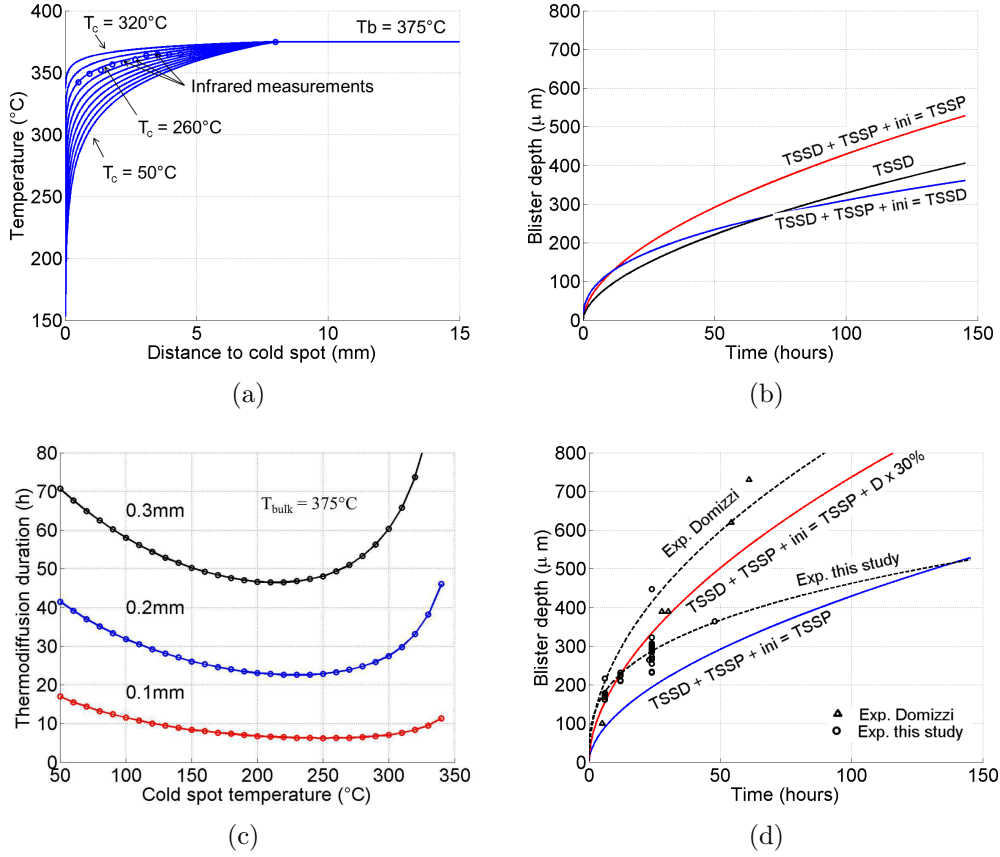 400
350
300
250
200
150
Temperature (°C)
T_c = 320°C
Tb = 375°C
Infrared measurements
T_c = 260°C
T_c = 50°C
0 5 10 15
Distance to cold spot (mm)
(a)
800
700
600
500
400
300
200
100
0
Blister depth (μ m)
TSSD + TSSP + ini = TSSP
TSSD
TSSD + TSSP + ini = TSSD
0 50 100 150
Time (hours)
(b)
80
70
60
50
40
30
20
10
0
Thermodiffusion duration (h)
T_bulk = 375°C
0.3mm
0.2mm
0.1mm
50 100 150 200 250 300 350
Cold spot temperature (°C)
(c)
800
700
600
500
400
300
200
100
0
Blister depth (μ m)
Exp. Domizzi
TSSD + TSSP + ini = TSSP + D x 30%
Exp. this study
TSSD + TSSP + ini = TSSP
Exp. Domizzi
Exp. this study
0 50 100 150
Time (hours)
(d)